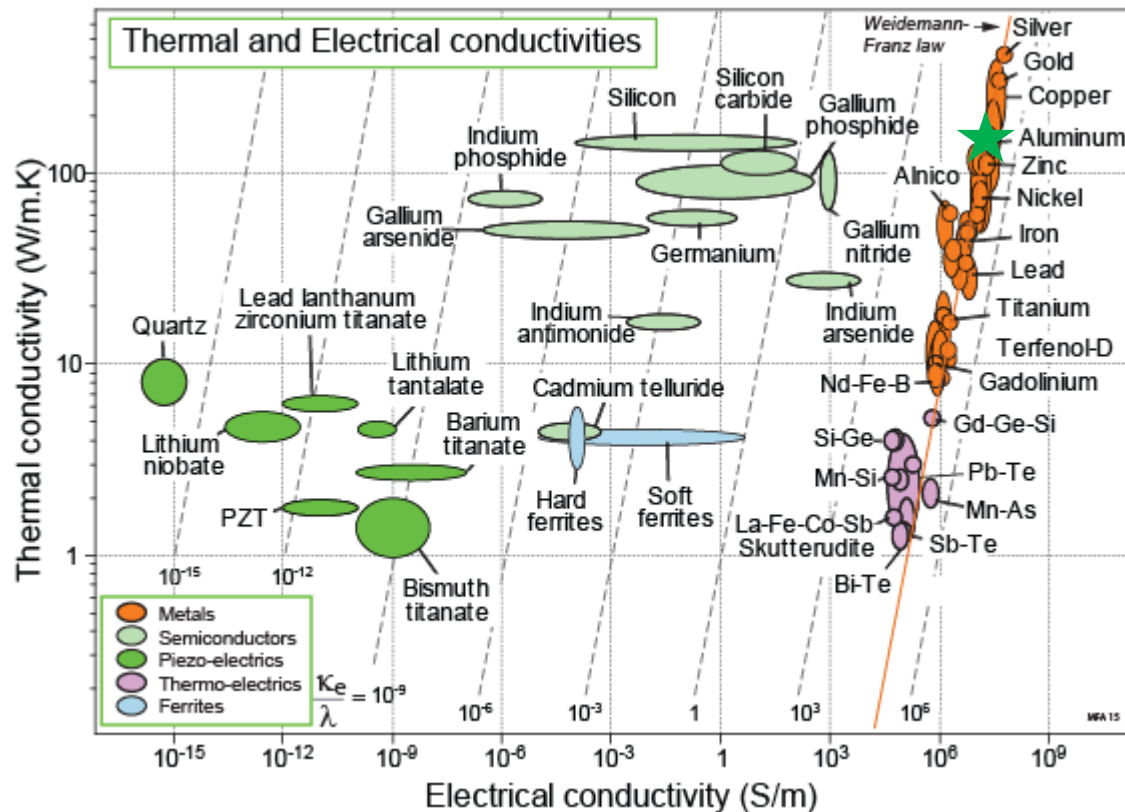 Thermal and Electrical conductivities
Weidemann-
Franz law
Silver
Gold
Copper
Aluminum
Zinc
Nickel
Iron
Lead
Titanium
Terfenol-D
Gadolinium
Nd-Fe-B
Alnico
Silicon
Silicon
carbide
Gallium
phosphide
Indium
phosphide
Gallium
arsenide
Germanium
Gallium
nitride
Indium
antimonide
Indium
arsenide
Lead lanthanum
zirconium titanate
Quartz
Lithium
tantalate
Cadmium telluride
Lithium
niobate
Barium
titanate
PZT
Bismuth
titanate
Hard
ferrites
Soft
ferrites
Gd-Ge-Si
Si-Ge
Pb-Te
Mn-Si
Mn-As
La-Fe-Co-Sb
Skutterudite
Sb-Te
Bi-Te
Thermal conductivity (W/m.K)
100
10
1
10⁻¹⁵
10⁻¹²
Metals
Semiconductors
Piezo-electrics
Thermo-electrics
Ferrites
κe/λ = 10⁻⁹
10⁻⁶
10⁻³
1
10³
10⁶
MFA 15
10⁻¹⁵
10⁻¹²
10⁻⁹
10⁻⁶
10⁻³
1
10³
10⁶
10⁹
Electrical conductivity (S/m)